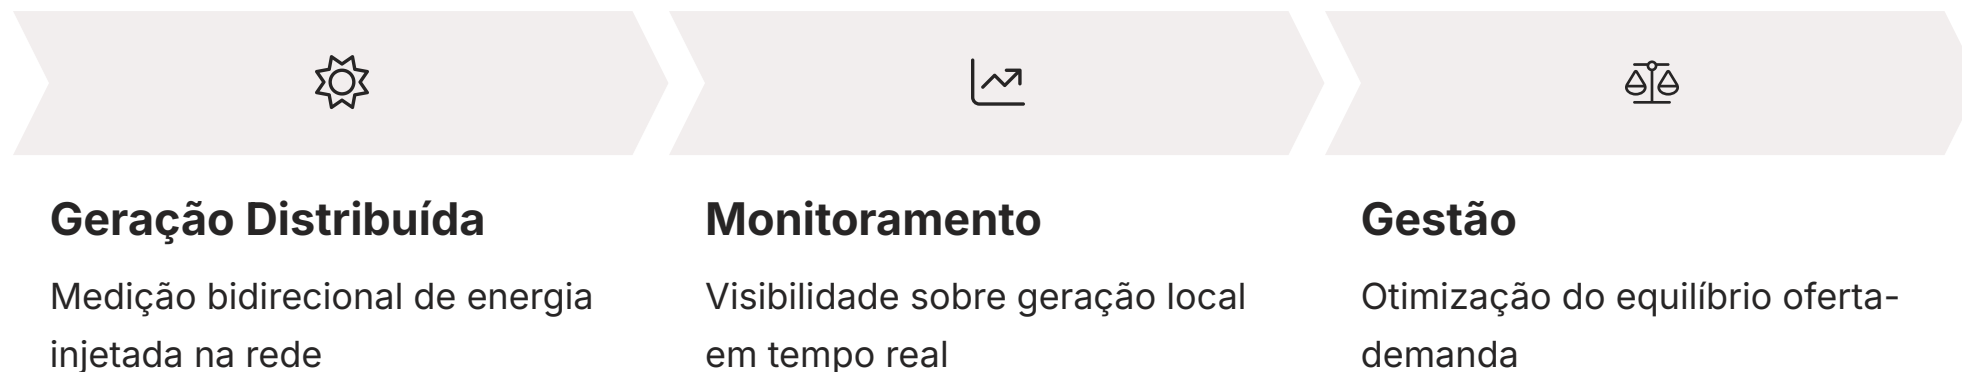 Geração Distribuída
Medição bidirecional de energia
injetada na rede
Monitoramento
Visibilidade sobre geração local
em tempo real
Gestão
Otimização do equilíbrio oferta-
demanda